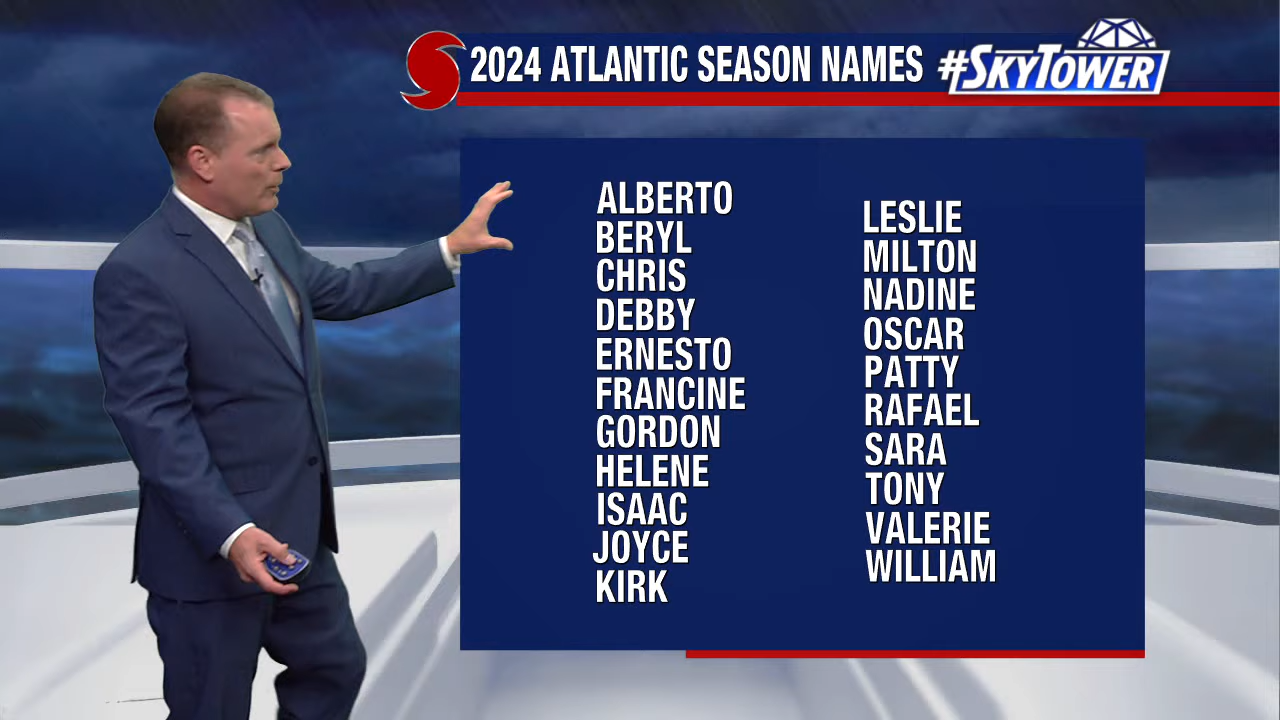 2024 ATLANTIC SEASON NAMES
#SKYTOWER
ALBERTO
BERYL
CHRIS
DEBBY
ERNESTO
FRANCINE
GORDON
HELENE
ISAAC
JOYCE
KIRK
LESLIE
MILTON
NADINE
OSCAR
PATTY
RAFAEL
SARA
TONY
VALERIE
WILLIAM